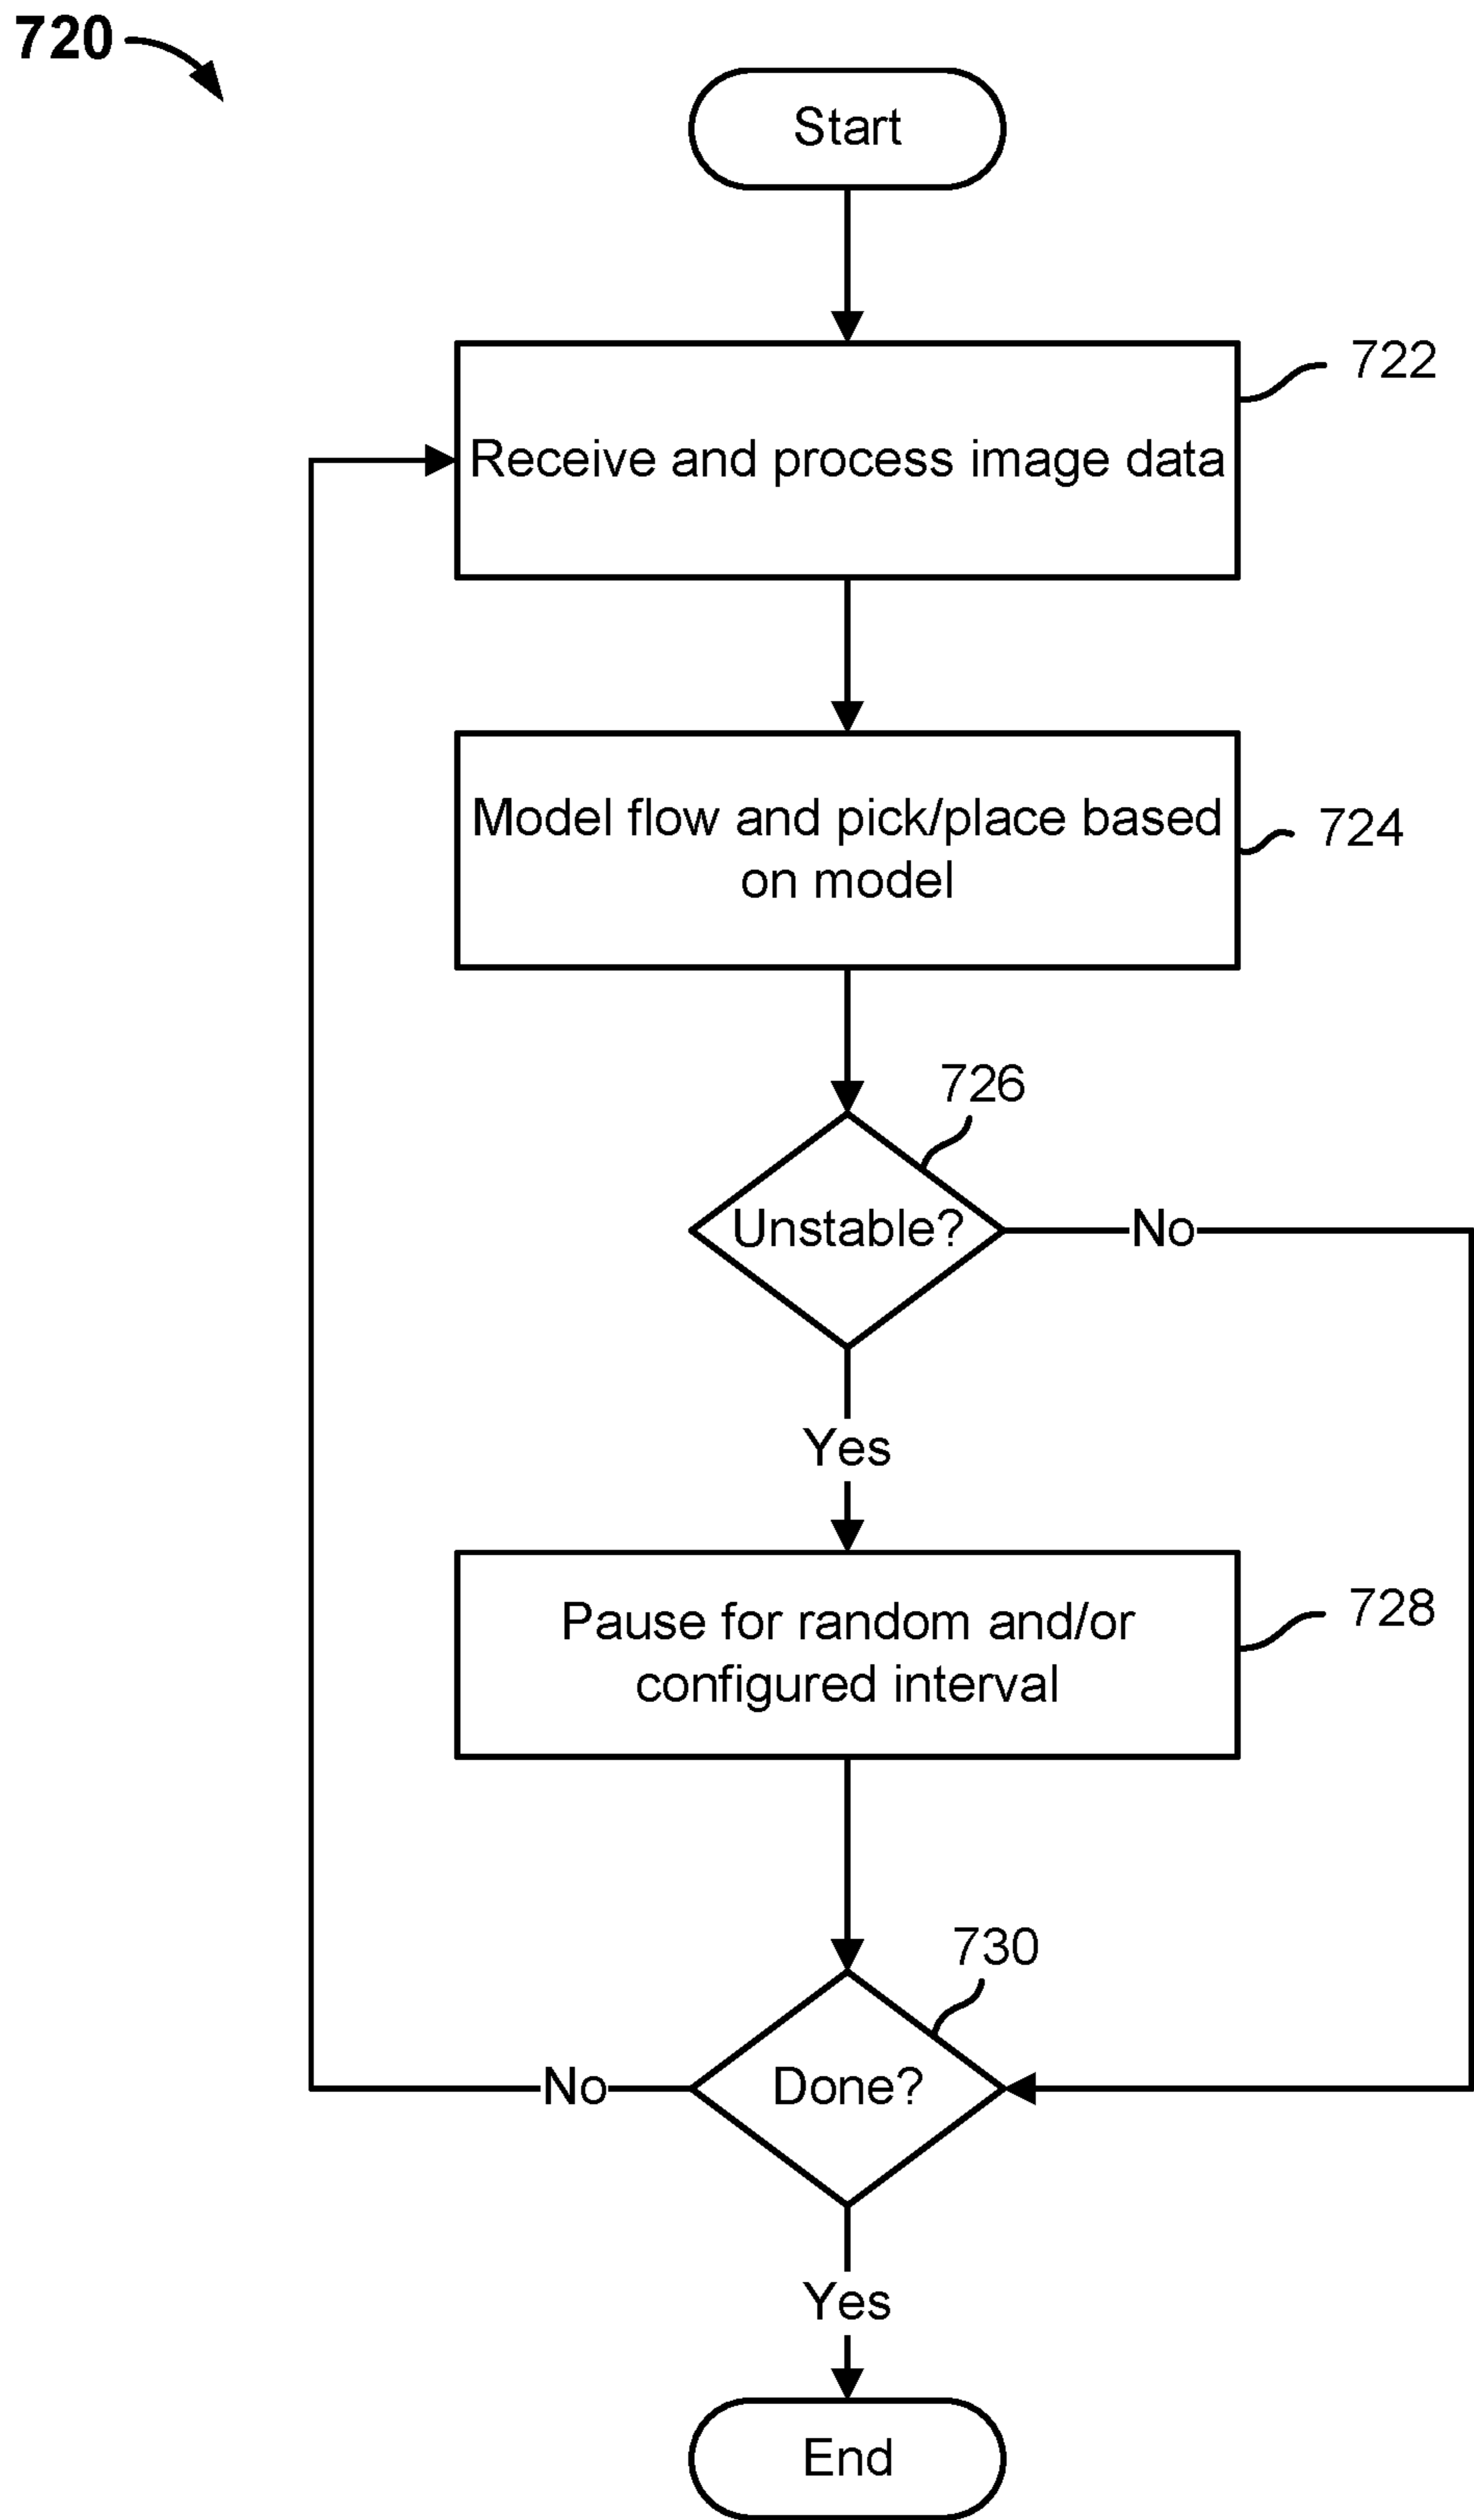 720
Start
722
Receive and process image data
Model flow and pick/place based
on model
724
726
Unstable?
No
Yes
Pause for random and/or
configured interval
728
730
Done?
No
Yes
End